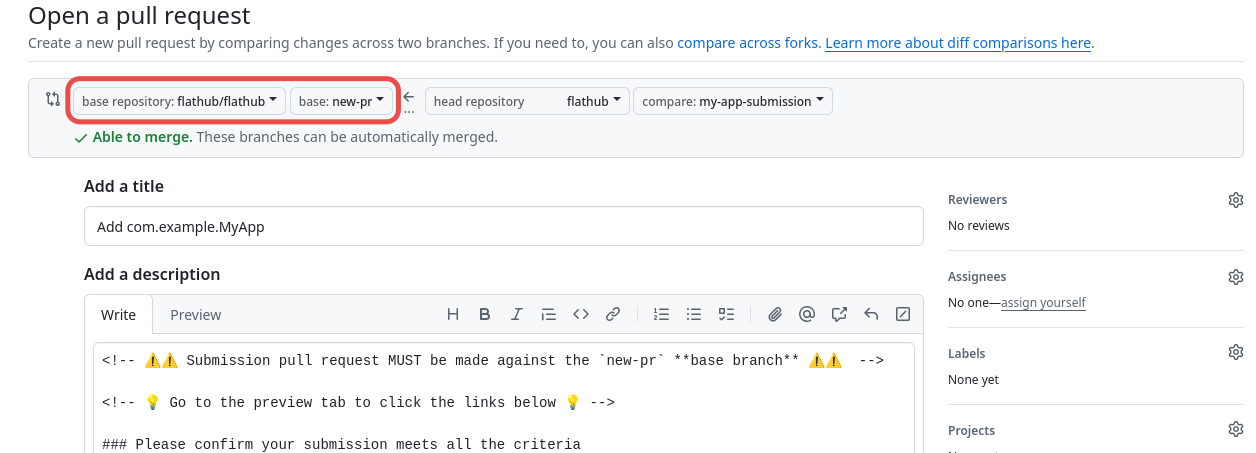 Open a pull request
Create a new pull request by comparing changes across two branches. If you need to, you can also compare across forks. Learn more about diff comparisons here.
base repository: flathub/flathub base: new-pr ... head repository flathub compare: my-app-submission
Able to merge. These branches can be automatically merged.
Add a title
Add com.example.MyApp
Add a description
Write Preview
<!-- ⚠️⚠️ Submission pull request MUST be made against the `new-pr` **base branch** ⚠️⚠️  -->
<!-- 💡 Go to the preview tab to click the links below 💡 -->
### Please confirm your submission meets all the criteria
Reviewers
No reviews
Assignees
No one—assign yourself
Labels
None yet
Projects